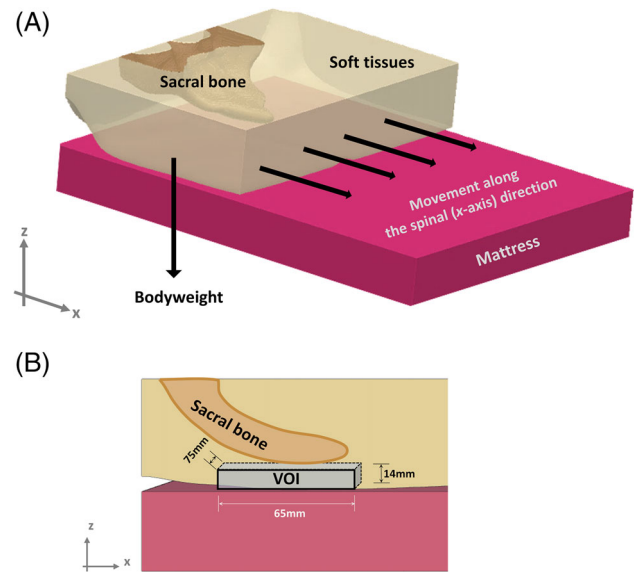 (A)
Sacral bone
Soft tissues
Movement along
the spinal (x-axis) direction
Mattress
Bodyweight
z
x
(B)
Sacral bone
75mm
VOI
14mm
65mm
z
x